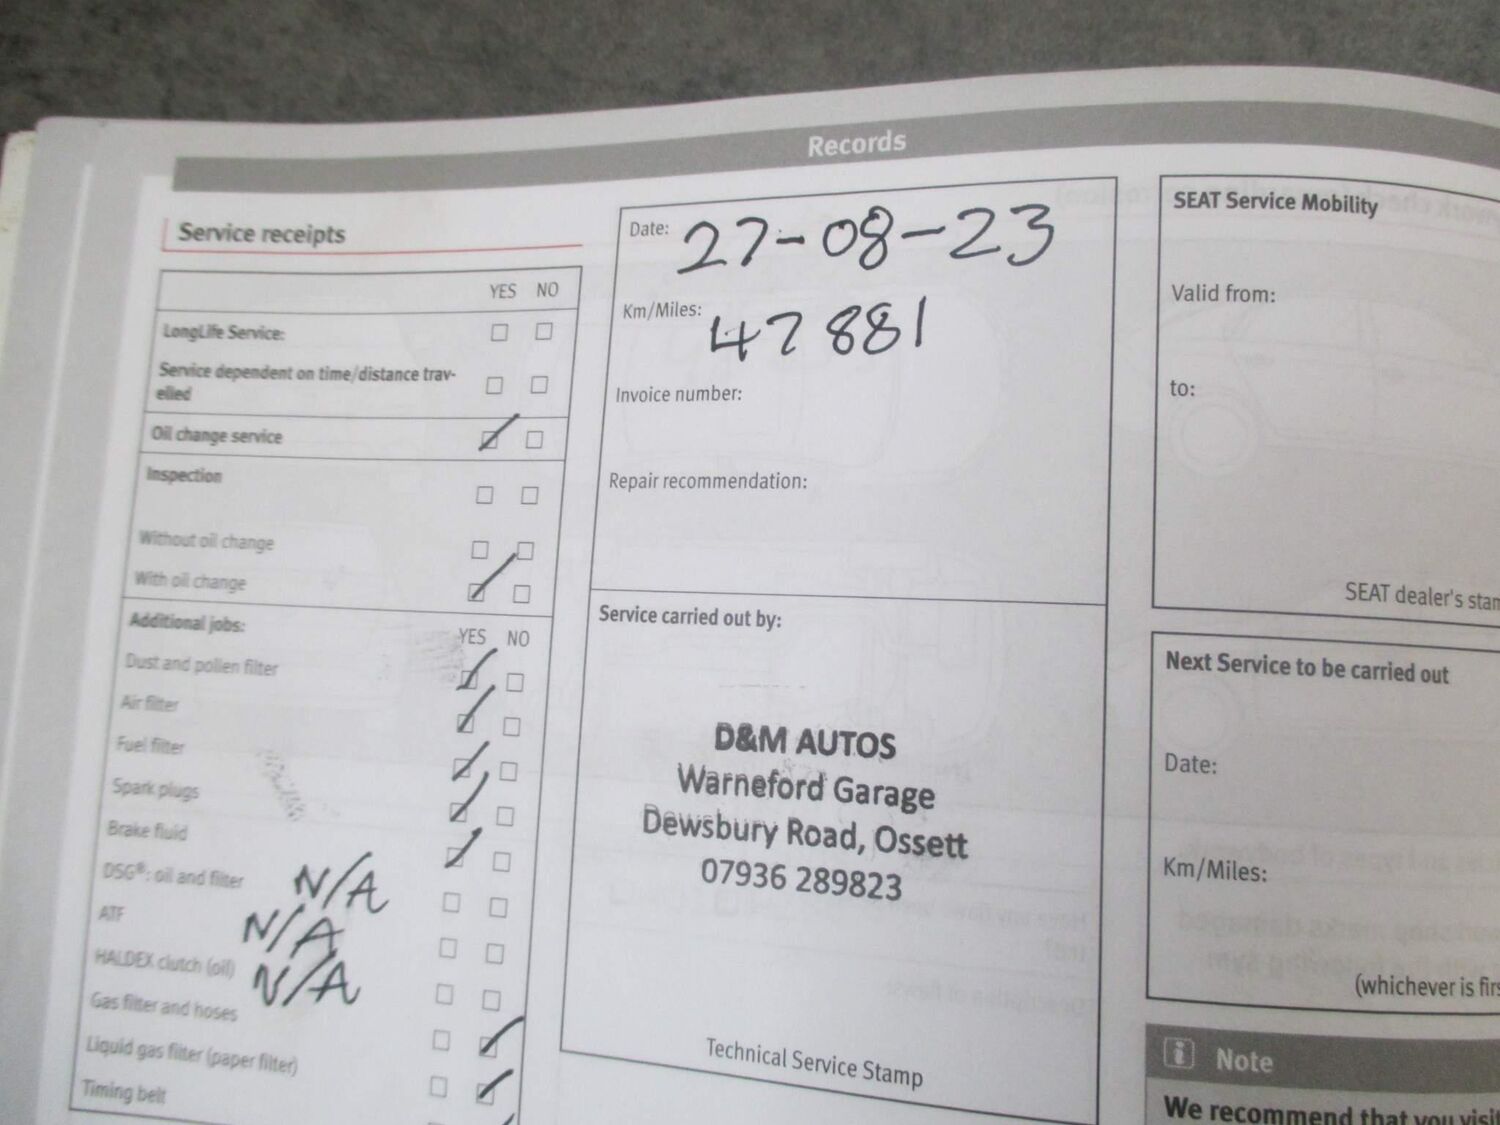 Records
Service receipts
YES NO
LongLife Service:
Service dependent on time/distance trav-
elled
Oil change service
Inspection
Without oil change
With oil change
Additional jobs:
YES NO
Dust and pollen filter
Air filter
Fuel filter
Spark plugs
Brake fluid
DSG®: oil and filter N/A
ATF N/A
HALDEX clutch (oil) N/A
Gas filter and hoses
Liquid gas filter (paper filter)
Timing belt
Date: 27-08-23
Km/Miles: 47881
Invoice number:
Repair recommendation:
Service carried out by:
D&M AUTOS
Warneford Garage
Dewsbury Road, Ossett
07936 289823
Technical Service Stamp
SEAT Service Mobility
Valid from:
to:
SEAT dealer's stam
Next Service to be carried out
Date:
Km/Miles:
(whichever is firs
i Note
We recommend that you visit